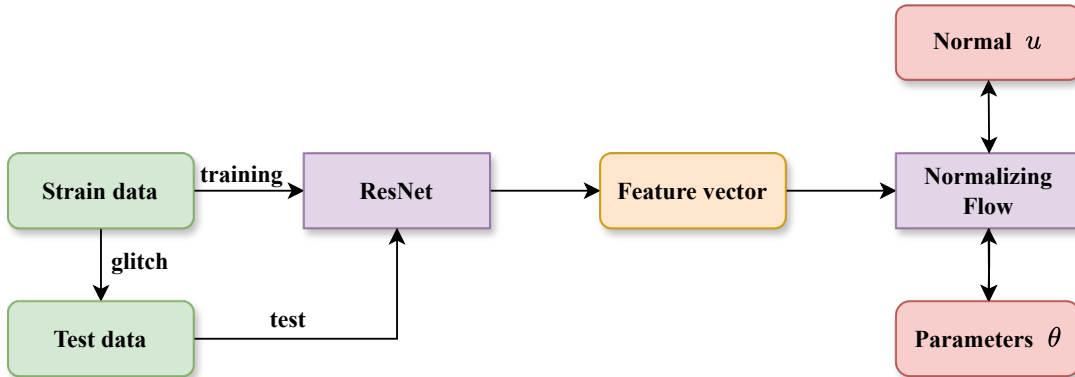 Normal u
training
Strain data
ResNet
Feature vector
Normalizing
Flow
glitch
test
Test data
Parameters θ